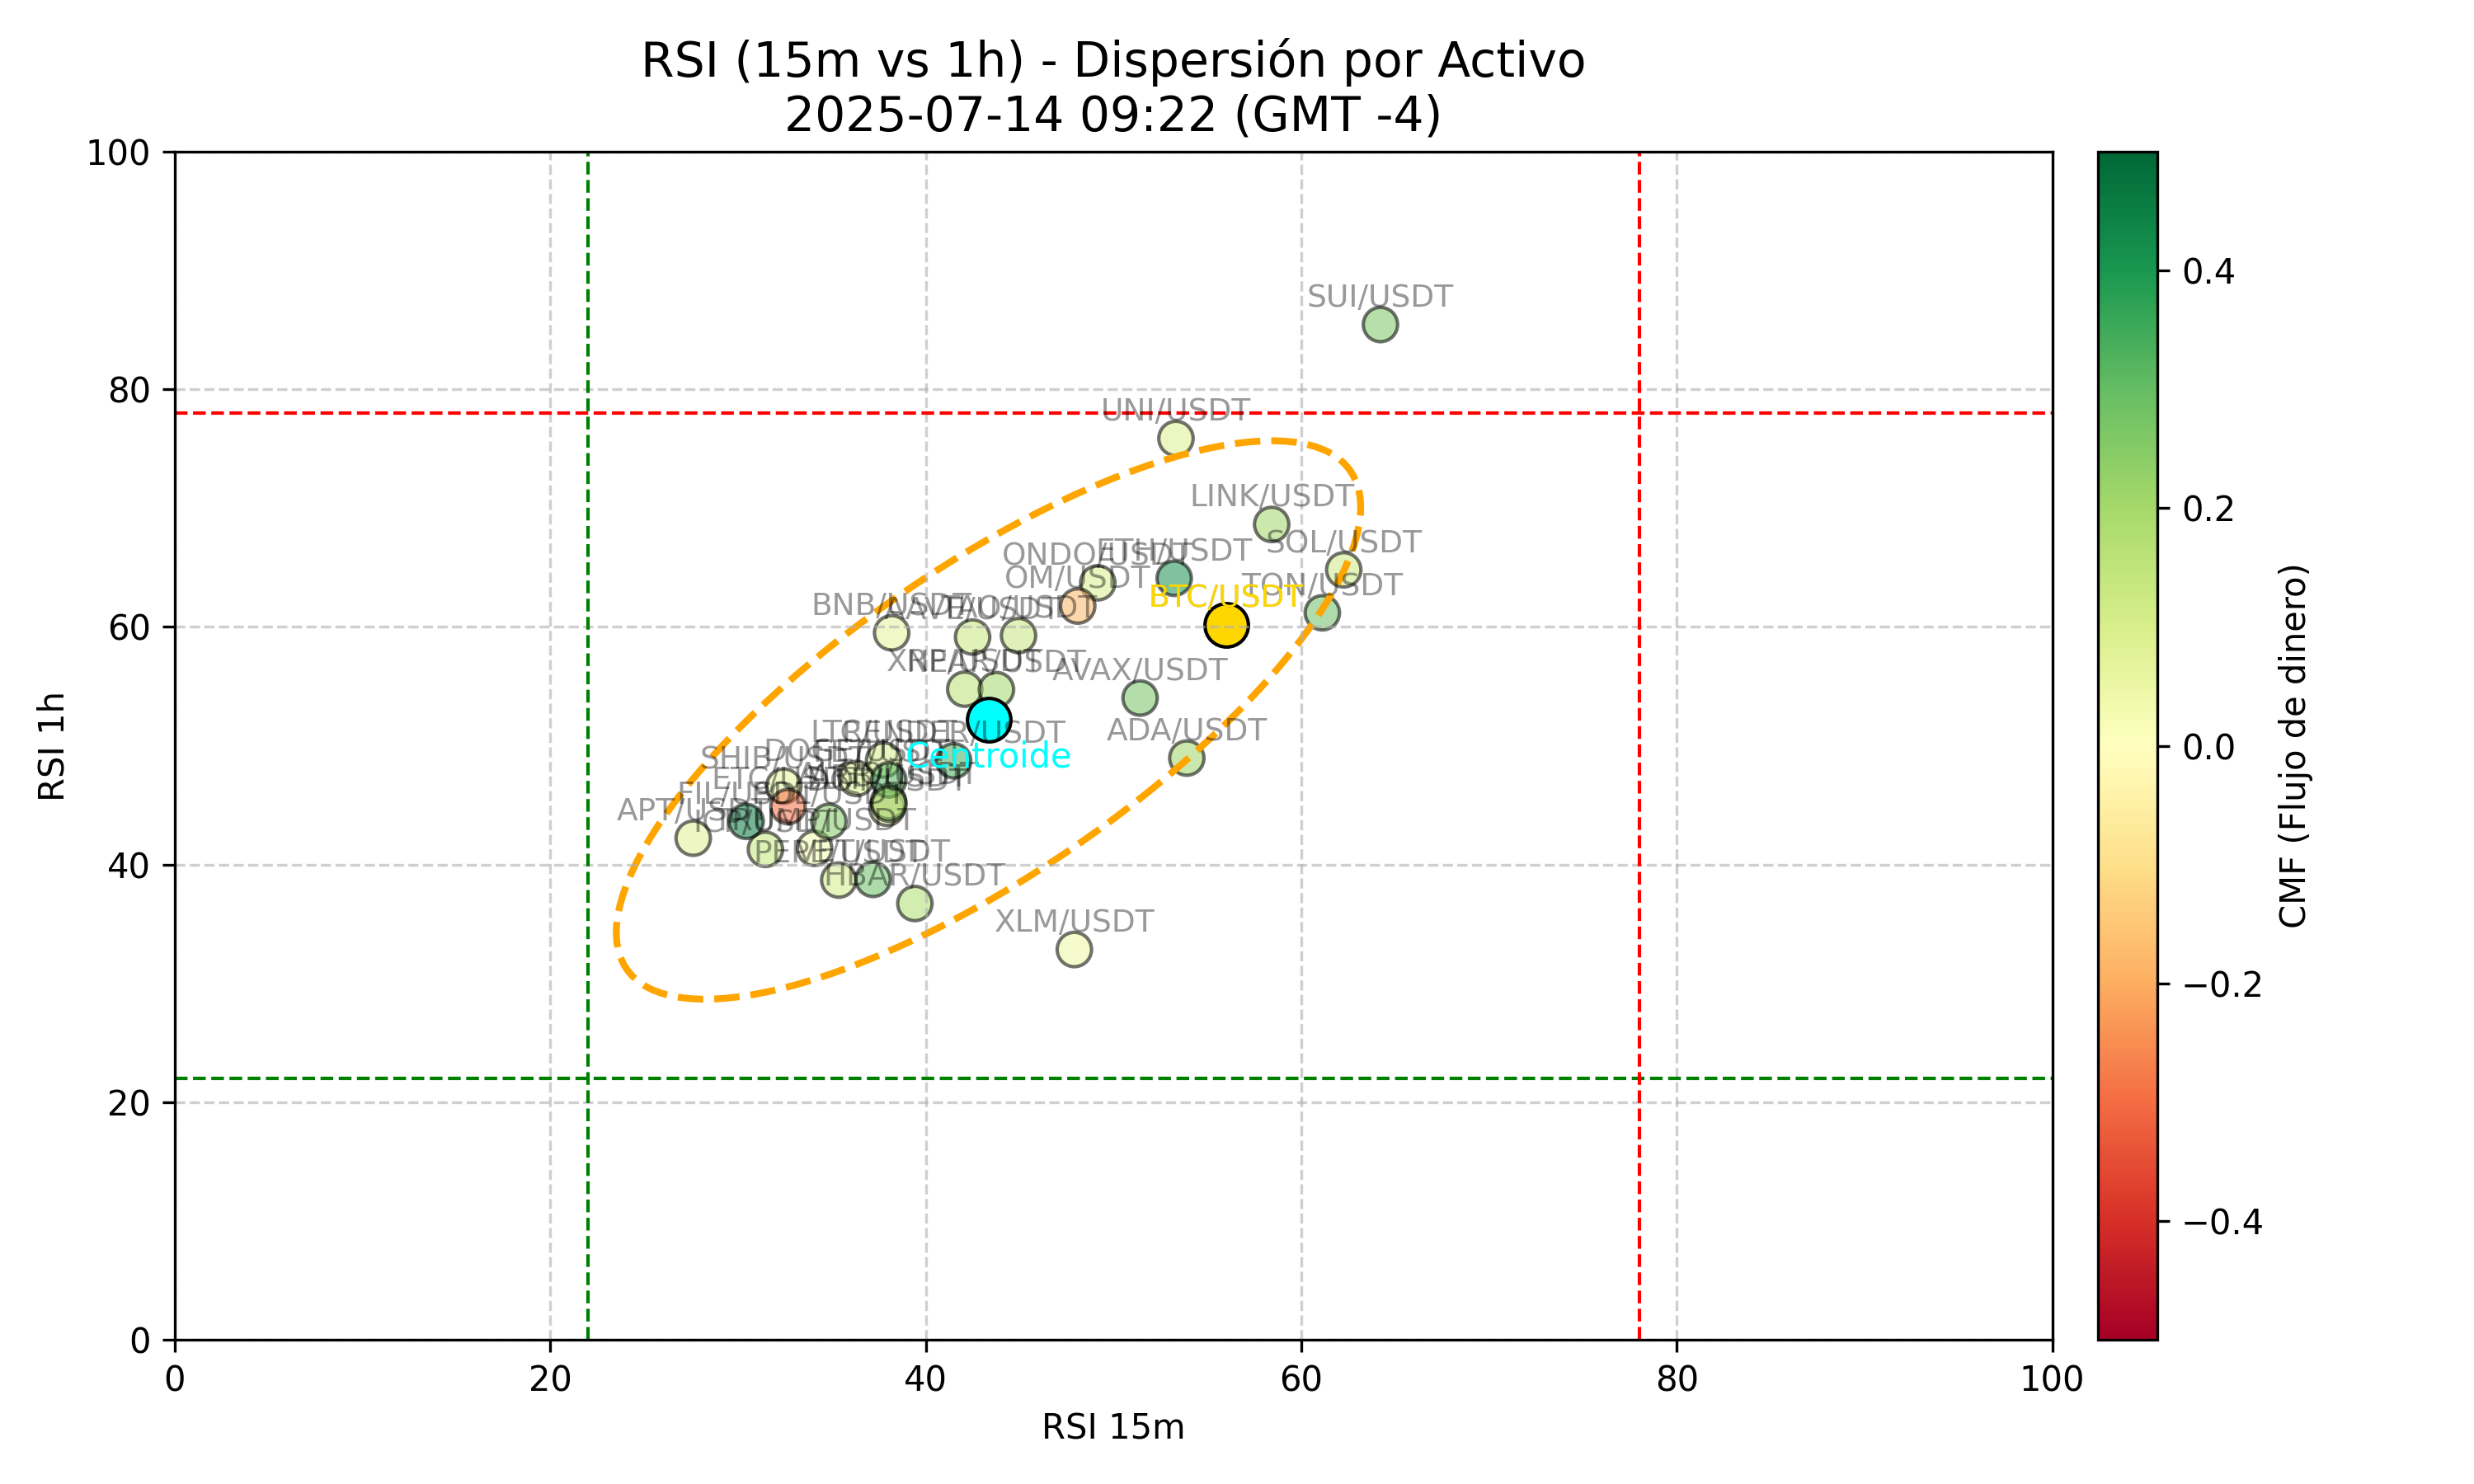 RSI (15m vs 1h) - Dispersión por Activo
2025-07-14 09:22 (GMT -4)
100
80
60
40
20
0
RSI 1h
SUI/USDT
UNI/USDT
LINK/USDT
SOL/USDT
ETH/USDT
ONDO/USDT
OM/USDT
TON/USDT
BTC/USDT
BNB/USDT
AAVE/USDT
XRP/USDT
NEAR/USDT
AVAX/USDT
ADA/USDT
LTC/USDT
RENDER/USDT
Centroide
SHIB/USDT
FIL/USDT
APT/USDT
PEPE/USDT
VET/USDT
HBAR/USDT
XLM/USDT
0
20
40
60
80
100
RSI 15m
0.4
0.2
0.0
−0.2
−0.4
CMF (Flujo de dinero)